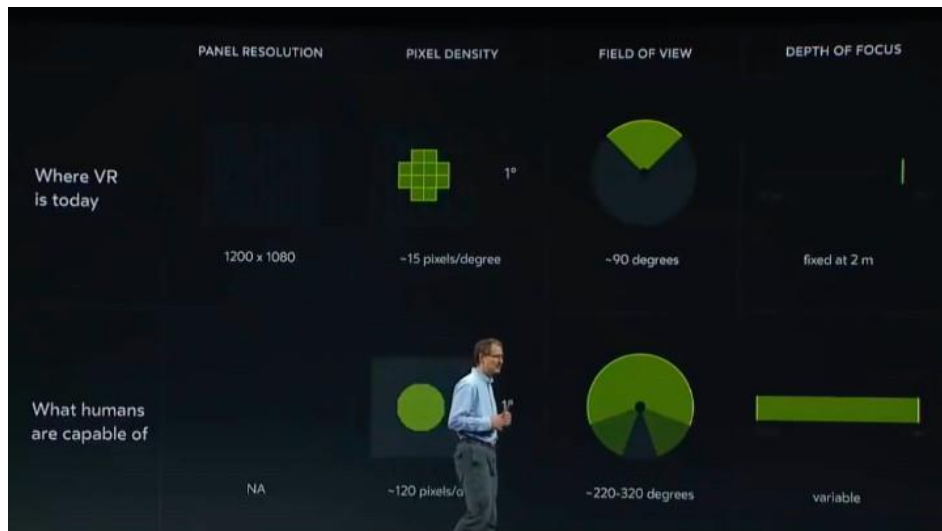 PANEL RESOLUTION PIXEL DENSITY FIELD OF VIEW DEPTH OF FOCUS
Where VR
is today
1°
1200 x 1080 ~15 pixels/degree ~90 degrees fixed at 2 m
What humans
are capable of
1°
NA ~120 pixels/d ~220-320 degrees variable